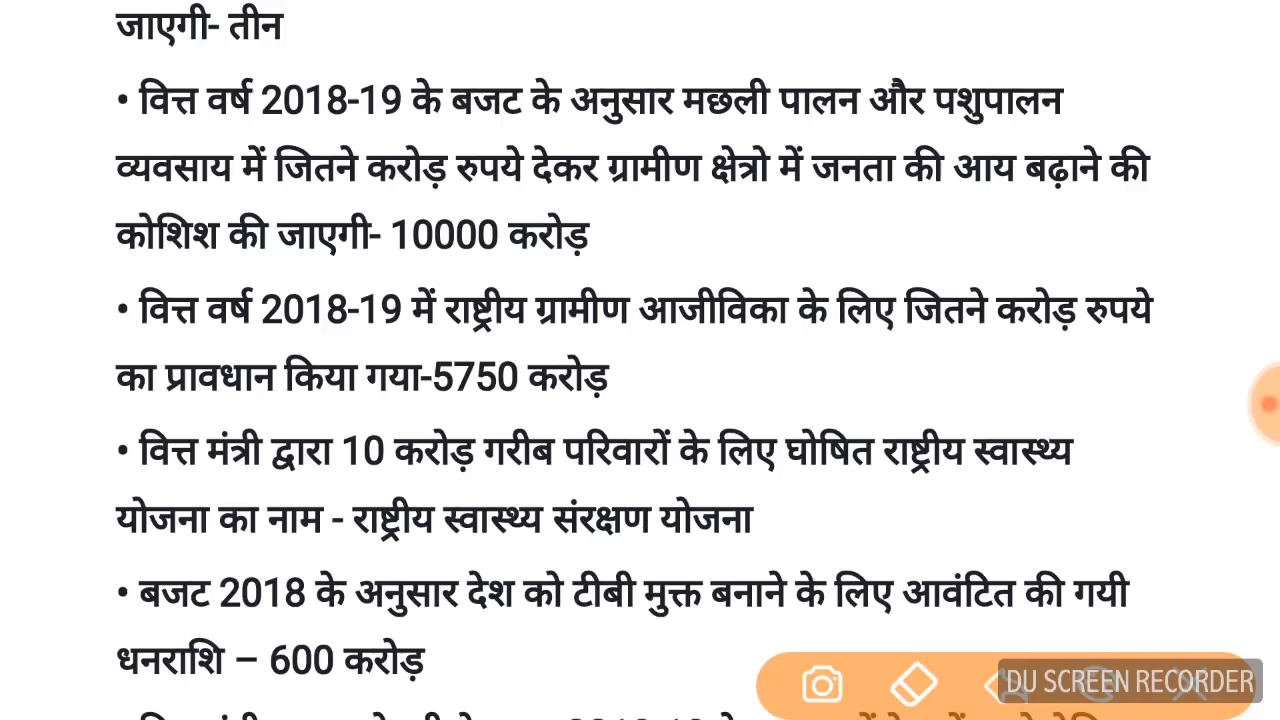 जाएगी- तीन
• वित्त वर्ष 2018-19 के बजट के अनुसार मछली पालन और पशुपालन
व्यवसाय में जितने करोड़ रुपये देकर ग्रामीण क्षेत्रो में जनता की आय बढ़ाने की
कोशिश की जाएगी- 10000 करोड़
• वित्त वर्ष 2018-19 में राष्ट्रीय ग्रामीण आजीविका के लिए जितने करोड़ रुपये
का प्रावधान किया गया-5750 करोड़
• वित्त मंत्री द्वारा 10 करोड़ गरीब परिवारों के लिए घोषित राष्ट्रीय स्वास्थ्य
योजना का नाम - राष्ट्रीय स्वास्थ्य संरक्षण योजना
• बजट 2018 के अनुसार देश को टीबी मुक्त बनाने के लिए आवंटित की गयी
धनराशि – 600 करोड़
DU SCREEN RECORDER